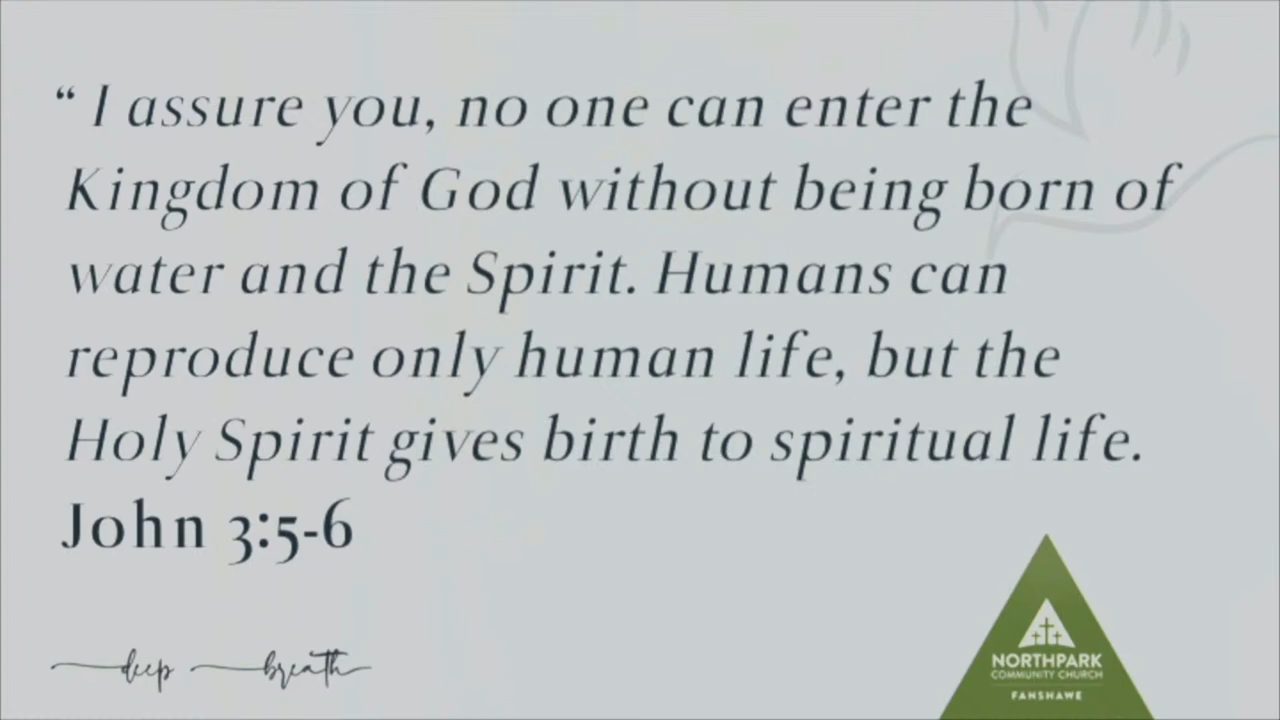 “ I assure you, no one can enter the
Kingdom of God without being born of
water and the Spirit. Humans can
reproduce only human life, but the
Holy Spirit gives birth to spiritual life.
John 3:5-6
deep breath
NORTHPARK
COMMUNITY CHURCH
FANSHAWE